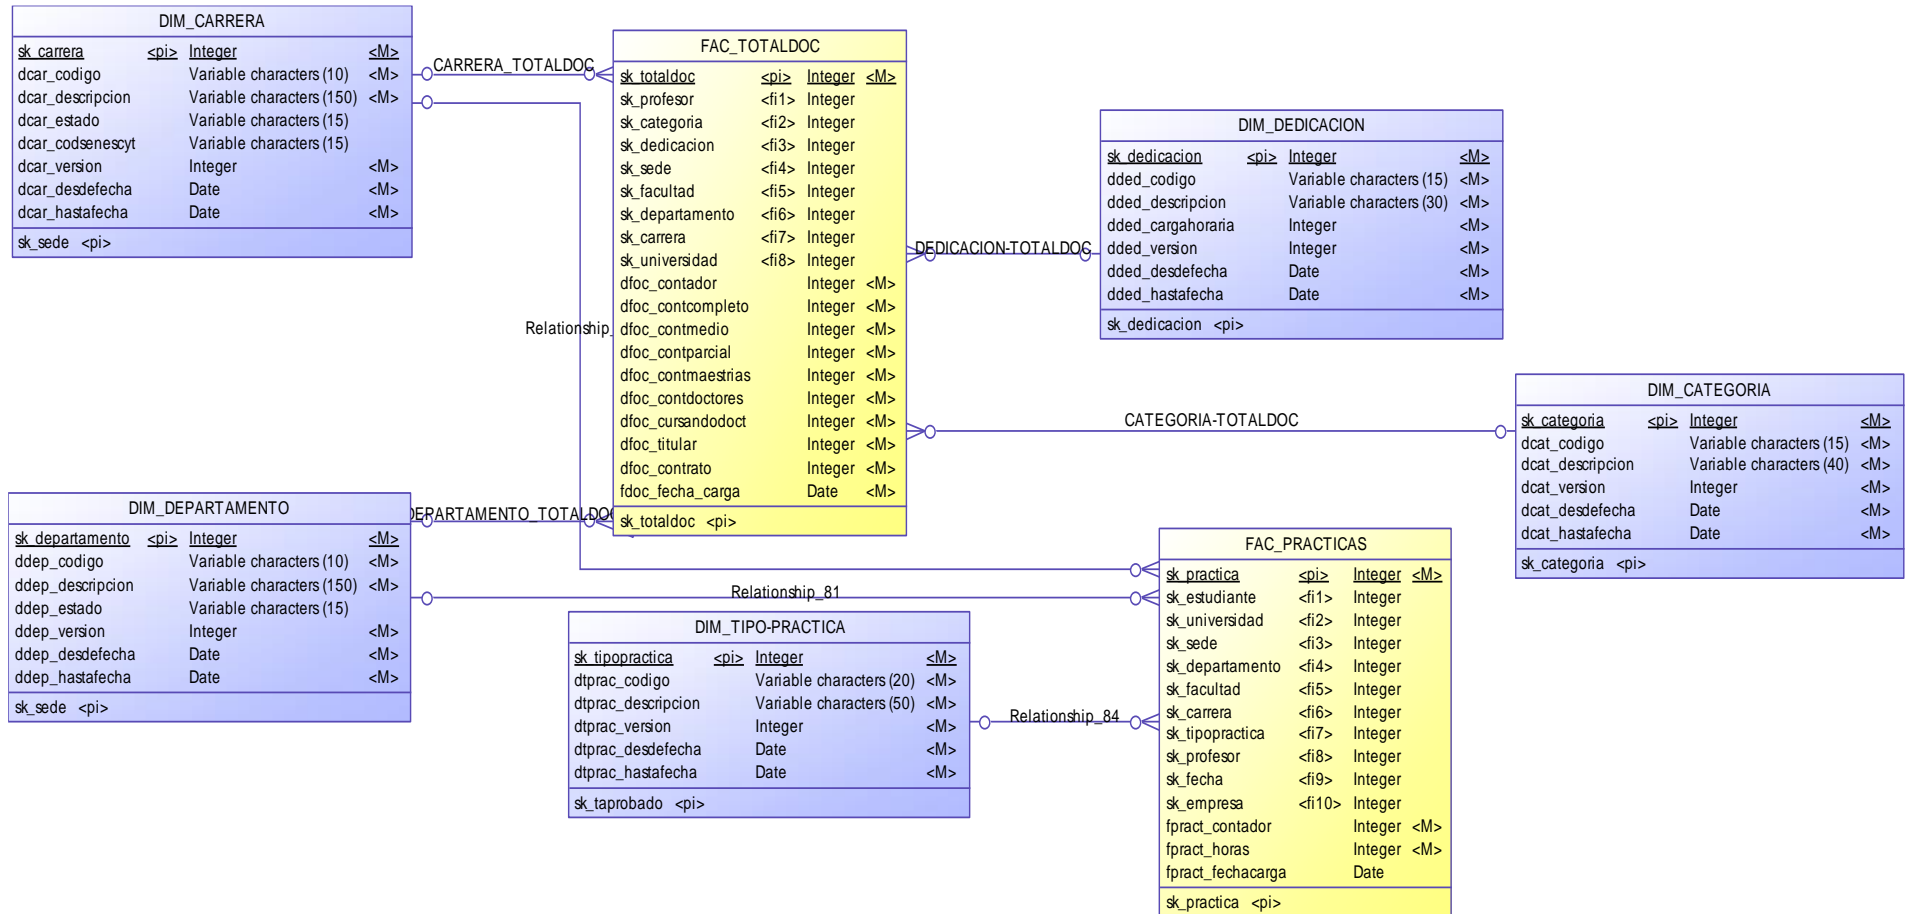 DIM_CARRERA
sk_carrera <pi> Integer <M>
dcar_codigo Variable characters (10) <M>
dcar_descripcion Variable characters (150) <M>
dcar_estado Variable characters (15)
dcar_codsenescyt Variable characters (15)
dcar_version Integer <M>
dcar_desdefecha Date <M>
dcar_hastafecha Date <M>
sk_sede <pi>
CARRERA_TOTALDOC
FAC_TOTALDOC
sk_totaldoc <pi> Integer <M>
sk_profesor <fi1> Integer
sk_categoria <fi2> Integer
sk_dedicacion <fi3> Integer
sk_sede <fi4> Integer
sk_facultad <fi5> Integer
sk_departamento <fi6> Integer
sk_carrera <fi7> Integer
sk_universidad <fi8> Integer
dfoc_contador Integer <M>
dfoc_contcompleto Integer <M>
dfoc_contmedio Integer <M>
dfoc_contparcial Integer <M>
dfoc_contmaestrias Integer <M>
dfoc_contdoctores Integer <M>
dfoc_cursandodoct Integer <M>
dfoc_titular Integer <M>
dfoc_contrato Integer <M>
fdoc_fecha_carga Date <M>
sk_totaldoc <pi>
Relationship_
DEDICACION-TOTALDOC
DIM_DEDICACION
sk_dedicacion <pi> Integer <M>
dded_codigo Variable characters (15) <M>
dded_descripcion Variable characters (30) <M>
dded_cargahoraria Integer <M>
dded_version Integer <M>
dded_desdefecha Date <M>
dded_hastafecha Date <M>
sk_dedicacion <pi>
CATEGORIA-TOTALDOC
DIM_CATEGORIA
sk_categoria <pi> Integer <M>
dcat_codigo Variable characters (15) <M>
dcat_descripcion Variable characters (40) <M>
dcat_version Integer <M>
dcat_desdefecha Date <M>
dcat_hastafecha Date <M>
sk_categoria <pi>
DIM_DEPARTAMENTO
sk_departamento <pi> Integer <M>
ddep_codigo Variable characters (10) <M>
ddep_descripcion Variable characters (150) <M>
ddep_estado Variable characters (15)
ddep_version Integer <M>
ddep_desdefecha Date <M>
ddep_hastafecha Date <M>
sk_sede <pi>
DEPARTAMENTO_TOTALDOC
Relationship_81
DIM_TIPO-PRACTICA
sk_tipopractica <pi> Integer <M>
dtprac_codigo Variable characters (20) <M>
dtprac_descripcion Variable characters (50) <M>
dtprac_version Integer <M>
dtprac_desdefecha Date <M>
dtprac_hastafecha Date <M>
sk_taprobado <pi>
Relationship_84
FAC_PRACTICAS
sk_practica <pi> Integer <M>
sk_estudiante <fi1> Integer
sk_universidad <fi2> Integer
sk_sede <fi3> Integer
sk_departamento <fi4> Integer
sk_facultad <fi5> Integer
sk_carrera <fi6> Integer
sk_tipopractica <fi7> Integer
sk_profesor <fi8> Integer
sk_fecha <fi9> Integer
sk_empresa <fi10> Integer
fpract_contador Integer <M>
fpract_horas Integer <M>
fpract_fechacarga Date
sk_practica <pi>